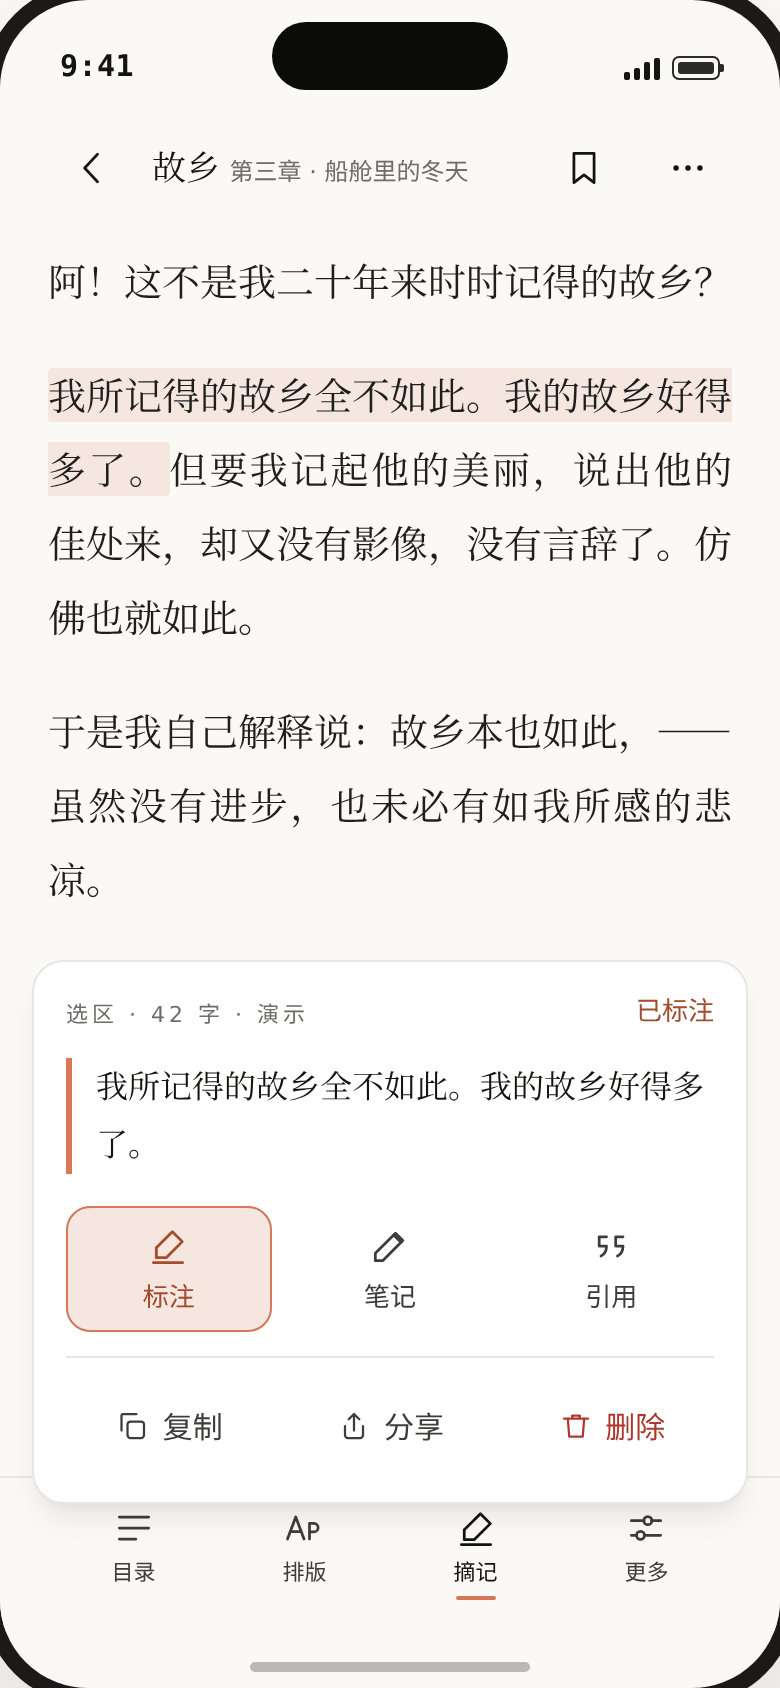 9:41
故乡 第三章 · 船舱里的冬天
阿！这不是我二十年来时时记得的故乡？
我所记得的故乡全不如此。我的故乡好得
多了。但要我记起他的美丽，说出他的
佳处来，却又没有影像，没有言辞了。仿
佛也就如此。
于是我自己解释说：故乡本也如此，——
虽然没有进步，也未必有如我所感的悲
凉。
选区 · 42 字 · 演示 已标注
我所记得的故乡全不如此。我的故乡好得多
了。
标注 笔记 引用
复制 分享 删除
目录 排版 摘记 更多